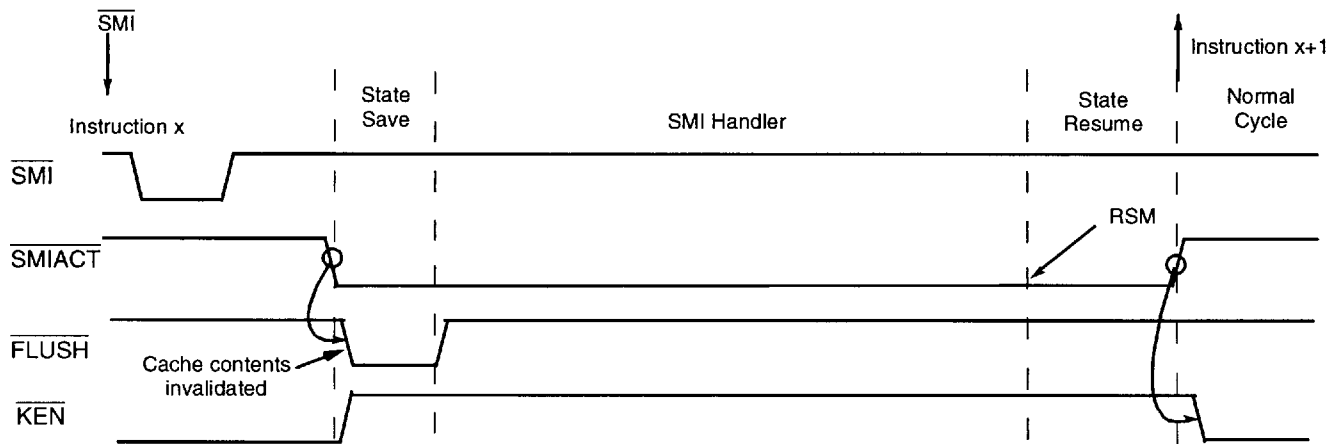 SMI
Instruction x+1
State
Save
State
Resume
Normal
Cycle
Instruction x
SMI Handler
SMI
RSM
SMIACT
FLUSH
Cache contents
invalidated
KEN